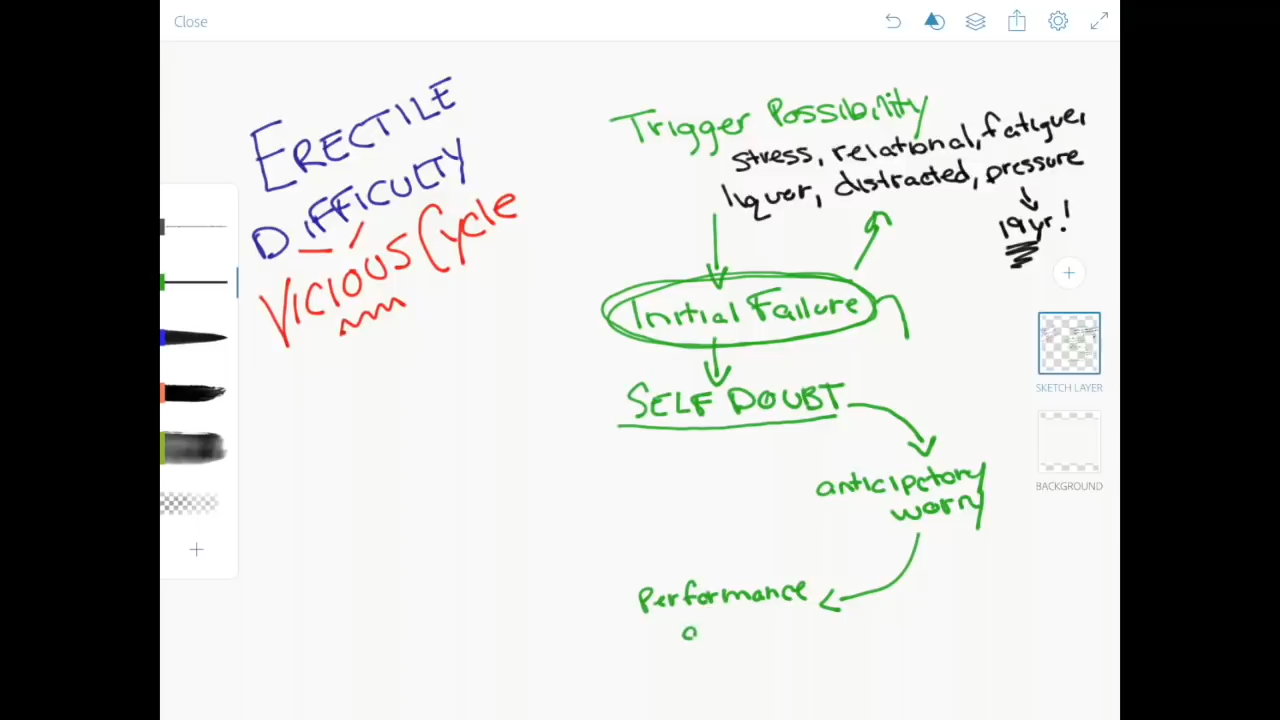 Close
ERECTILE
DIFFICULTY
VICIOUS Cycle
Trigger Possibility
stress, relational, fatigue,
liquer, distracted, pressure
19yr!
Initial Failure
SELF DOUBT
anticipatory
worry
Performance
a
SKETCH LAYER
BACKGROUND